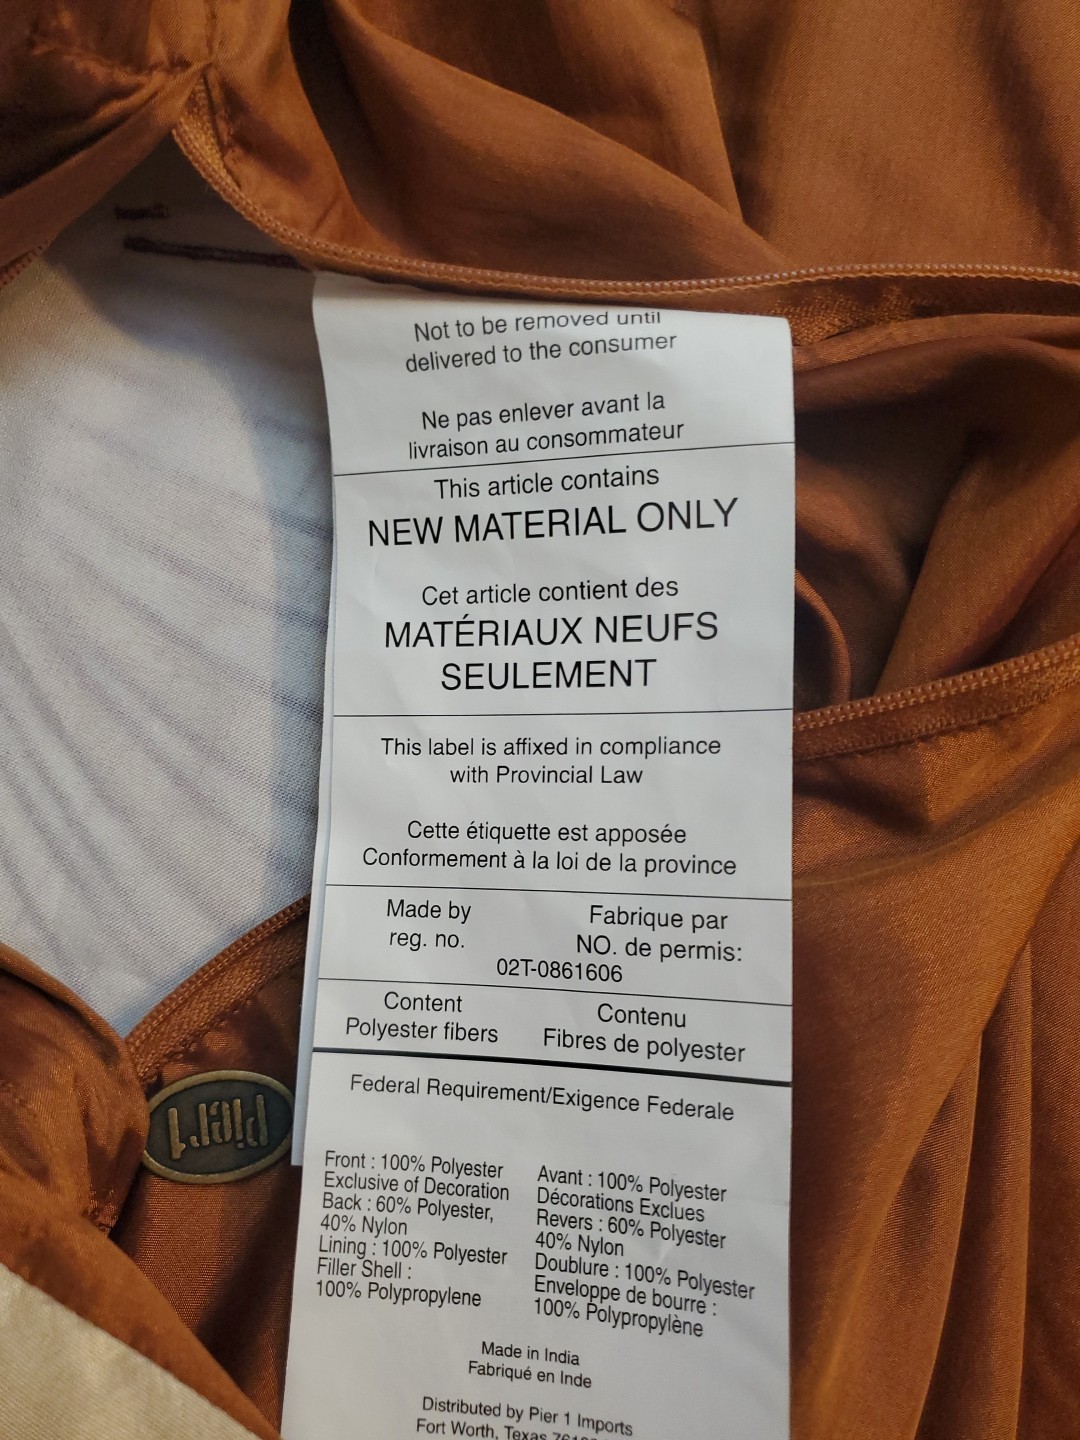 Not to be removed until
delivered to the consumer
Ne pas enlever avant la
livraison au consommateur
This article contains
NEW MATERIAL ONLY
Cet article contient des
MATÉRIAUX NEUFS
SEULEMENT
This label is affixed in compliance
with Provincial Law
Cette étiquette est apposée
Conformement à la loi de la province
Made by
reg. no.
Fabrique par
NO. de permis:
02T-0861606
Content
Polyester fibers
Contenu
Fibres de polyester
Federal Requirement/Exigence Federale
Front : 100% Polyester
Exclusive of Decoration
Back : 60% Polyester,
40% Nylon
Lining : 100% Polyester
Filler Shell :
100% Polypropylene
Avant : 100% Polyester
Décorations Exclues
Revers : 60% Polyester
40% Nylon
Doublure : 100% Polyester
Enveloppe de bourre :
100% Polypropylène
Made in India
Fabriqué en Inde
Distributed by Pier 1 Imports
Fort Worth, Texas
Pier1